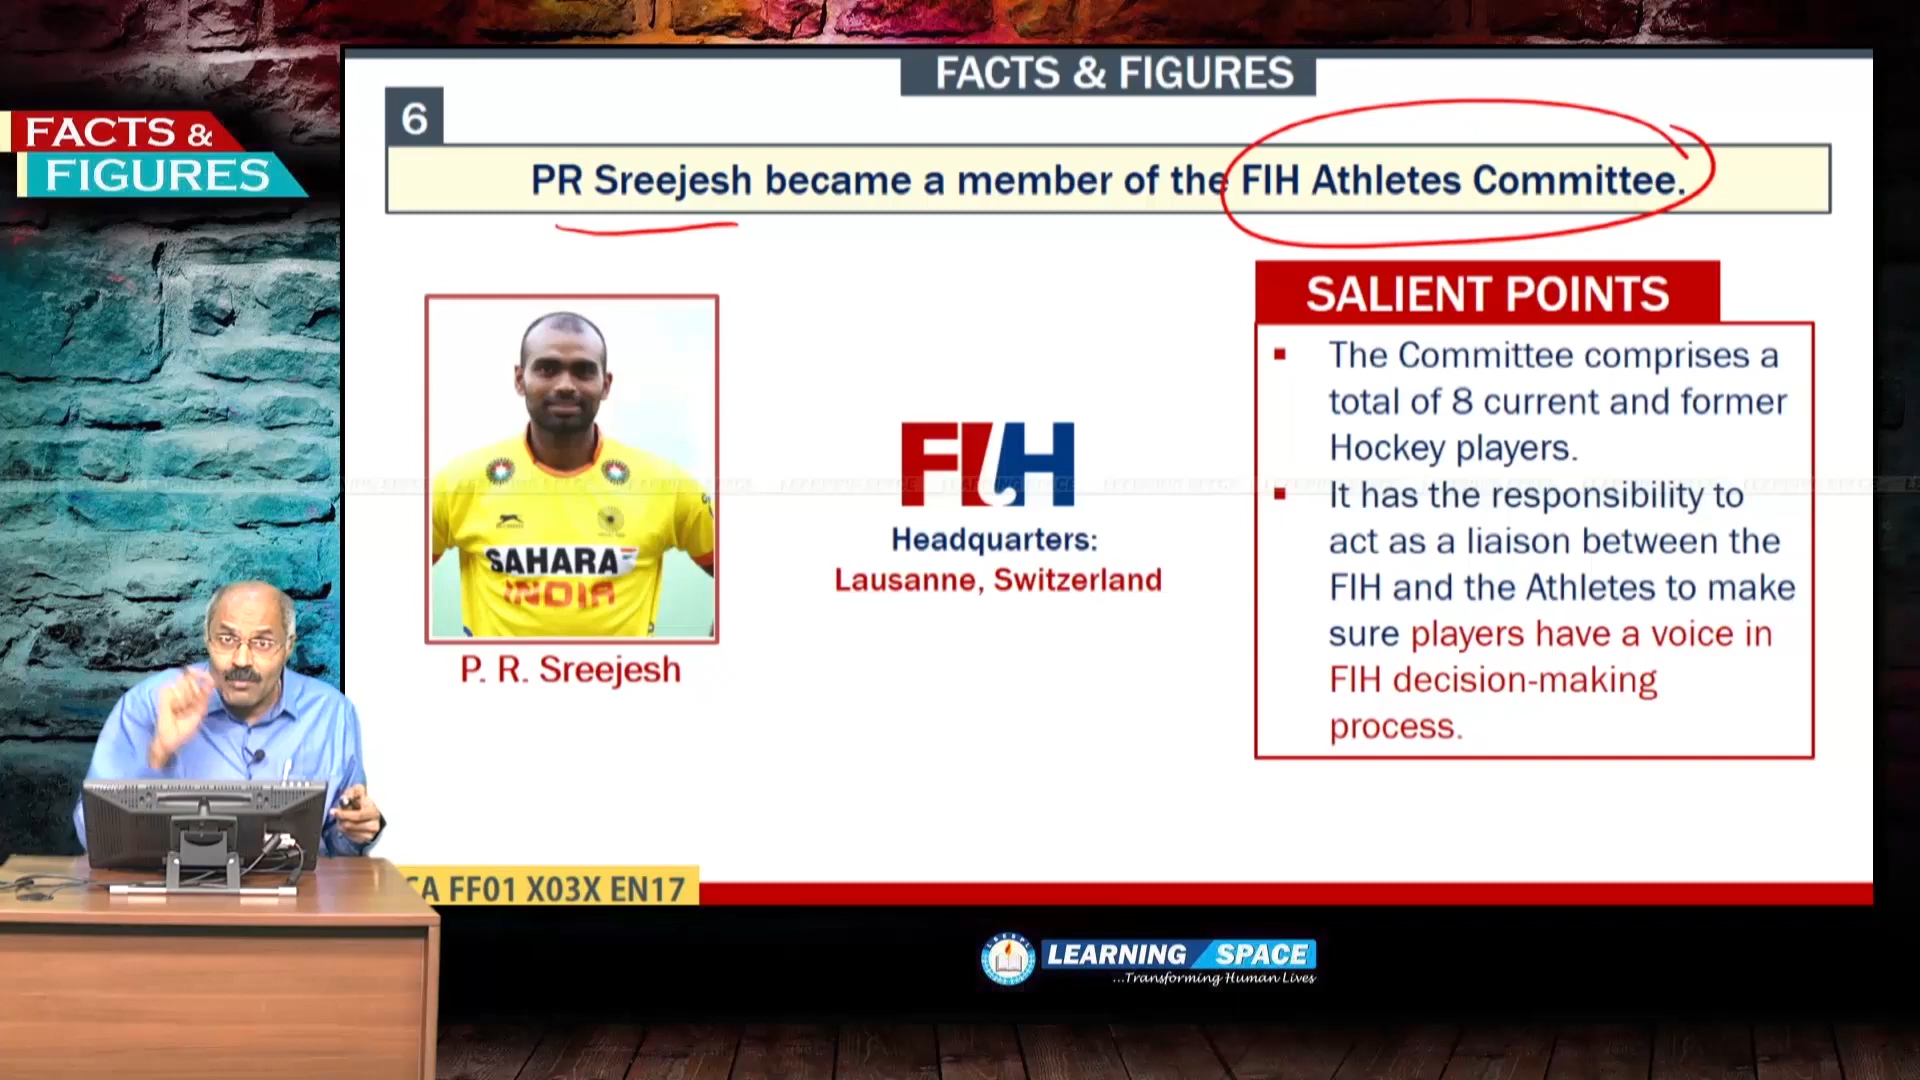 FACTS & FIGURES
FACTS &
FIGURES
6
PR Sreejesh became a member of the FIH Athletes Committee.
SALIENT POINTS
The Committee comprises a
total of 8 current and former
Hockey players.
It has the responsibility to
act as a liaison between the
FIH and the Athletes to make
sure players have a voice in
FIH decision-making
process.
SAHARA
INDIA
P. R. Sreejesh
FIH
Headquarters:
Lausanne, Switzerland
CA FF01 X03X EN17
LEARNING SPACE
...Transforming Human Lives